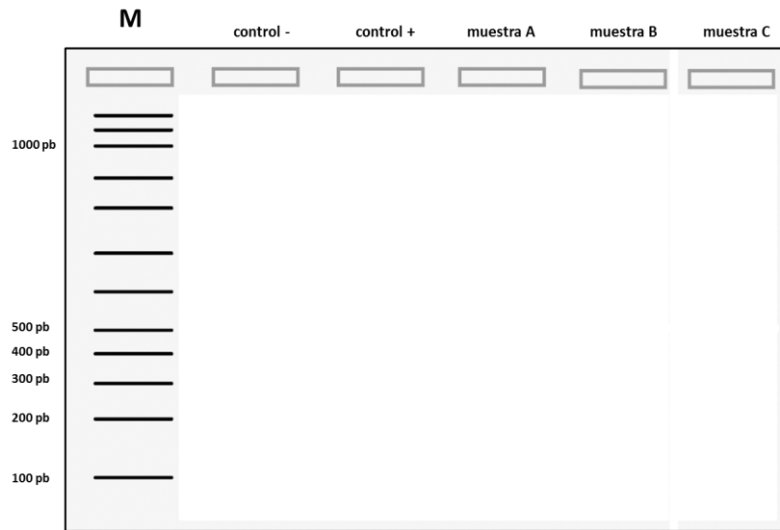 M
control -
control +
muestra A
muestra B
muestra C
1000 pb
500 pb
400 pb
300 pb
200 pb
100 pb